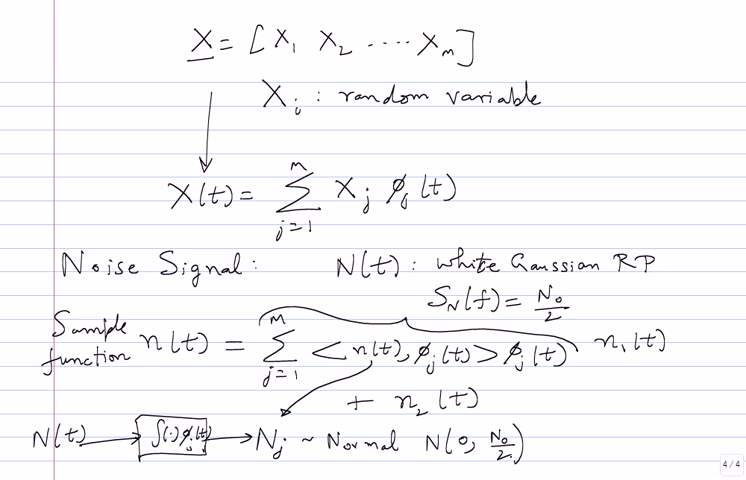 X = [X₁ X₂ ---- Xₘ]
Xⱼ : random variable
X(t) = Σ_{j=1}^{m} Xⱼ ϕⱼ(t)
Noise Signal : N(t) : white Gaussian RP
S_N(f) = N₀/2
Sample function n(t) = Σ_{j=1}^{M} <n(t), ϕⱼ(t)> ϕⱼ(t) n₁(t)
+ n₂(t)
N(t) → ∫(·)ϕⱼ(t) → Nⱼ ~ Normal N(0, N₀/2)
4 / 4